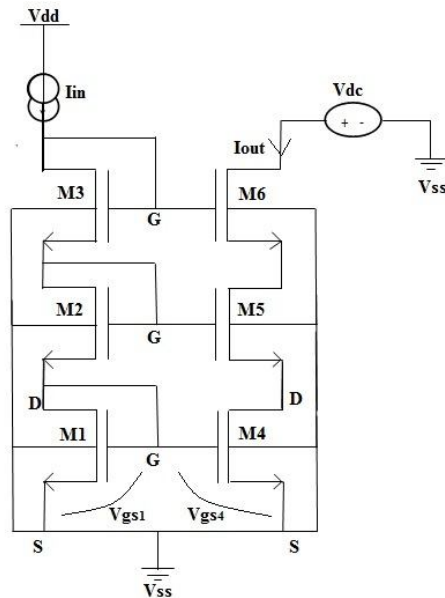 Vdd
Iin
Vdc
+ -
Iout
Vss
M3
G
M6
M2
G
M5
D
D
M1
G
M4
Vgs1
Vgs4
S
S
Vss